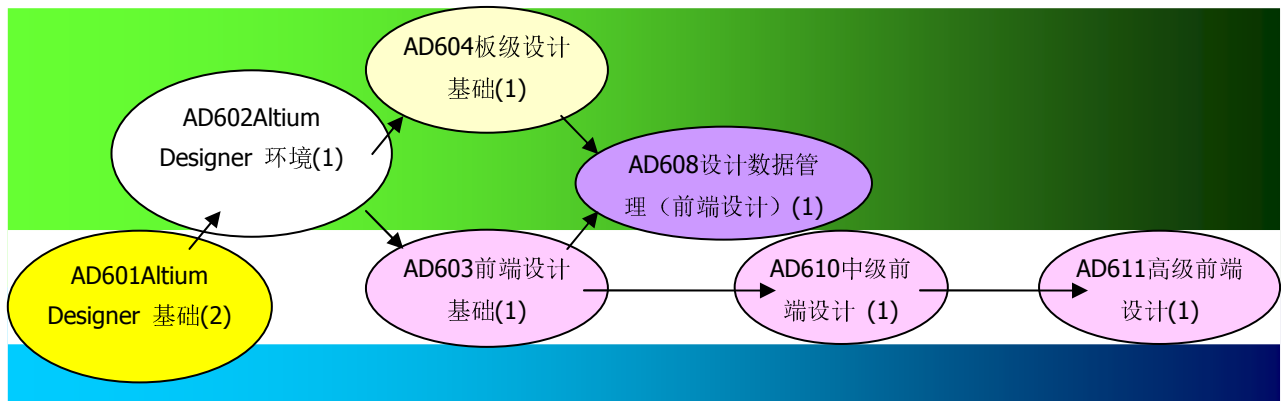 AD604板级设计
基础(1)
AD602Altium
Designer 环境(1)
AD608设计数据管
理（前端设计）(1)
AD601Altium
Designer 基础(2)
AD603前端设计
基础(1)
AD610中级前
端设计 (1)
AD611高级前端
设计(1)